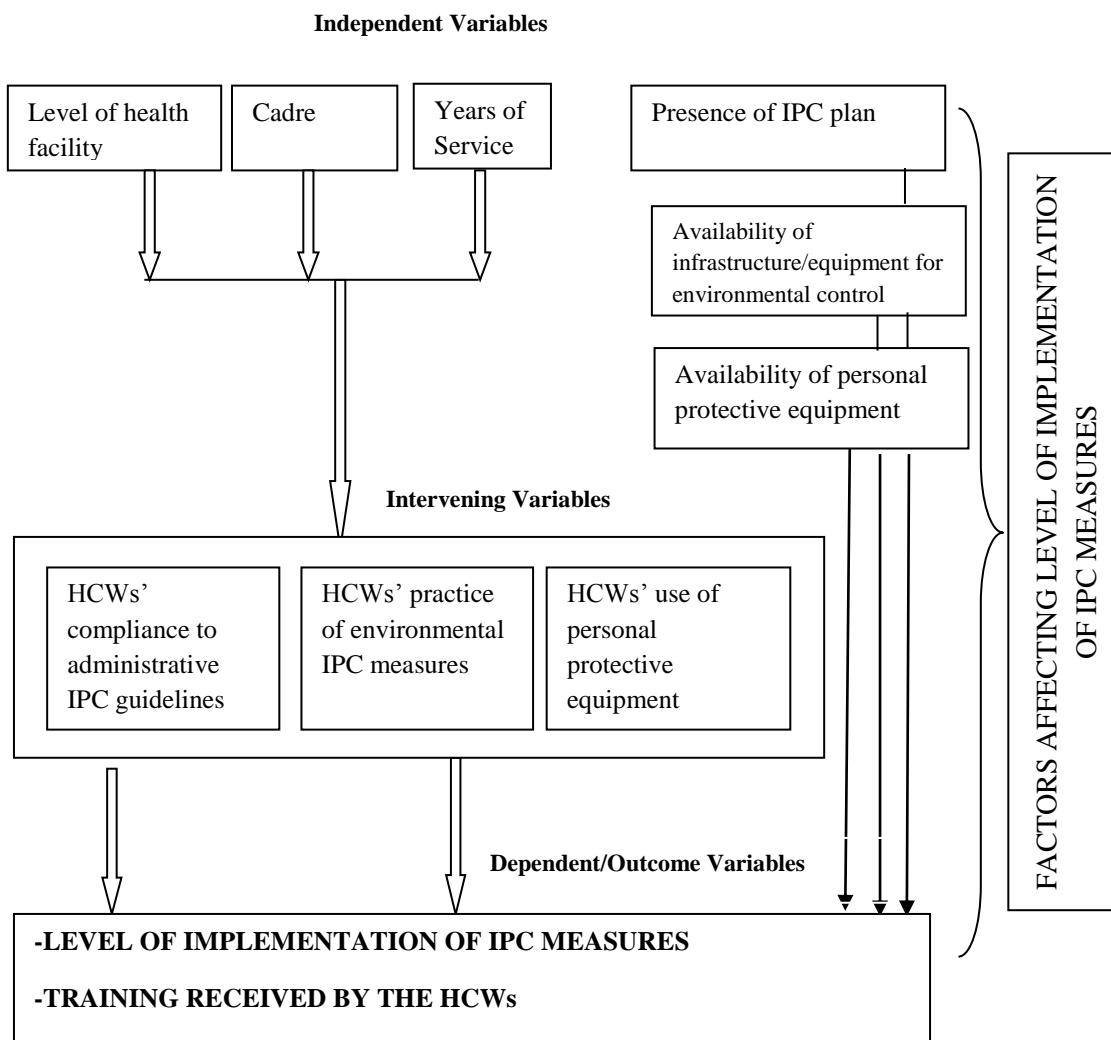 Independent Variables
Level of health
facility
Cadre
Years of
Service
Presence of IPC plan
Availability of
infrastructure/equipment for
environmental control
Availability of personal
protective equipment
FACTORS AFFECTING LEVEL OF IMPLEMENTATION
OF IPC MEASURES
Intervening Variables
HCWs'
compliance to
administrative
IPC guidelines
HCWs' practice
of environmental
IPC measures
HCWs' use of
personal
protective
equipment
Dependent/Outcome Variables
-LEVEL OF IMPLEMENTATION OF IPC MEASURES
-TRAINING RECEIVED BY THE HCWs